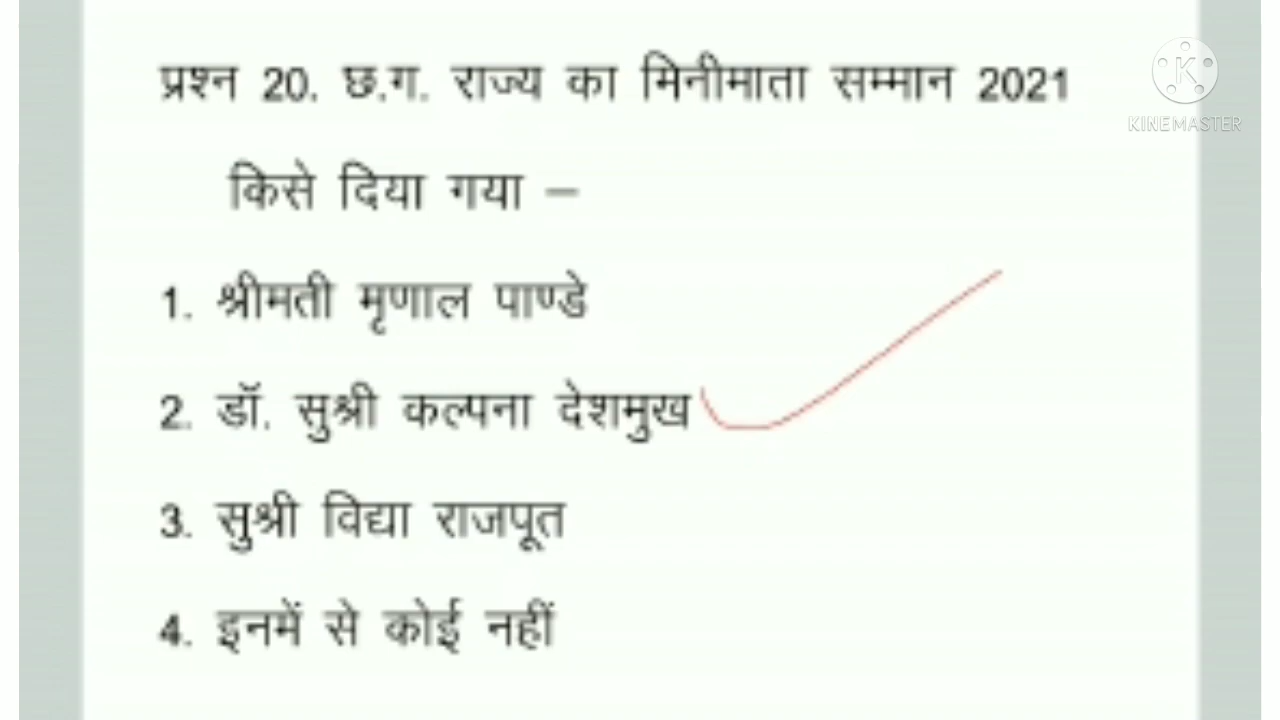 प्रश्न 20. छ.ग. राज्य का मिनीमाता सम्मान 2021
किसे दिया गया –
1. श्रीमती मृणाल पाण्डे
2. डॉ. सुश्री कल्पना देशमुख
3. सुश्री विद्या राजपूत
4. इनमें से कोई नहीं
K
KINEMASTER